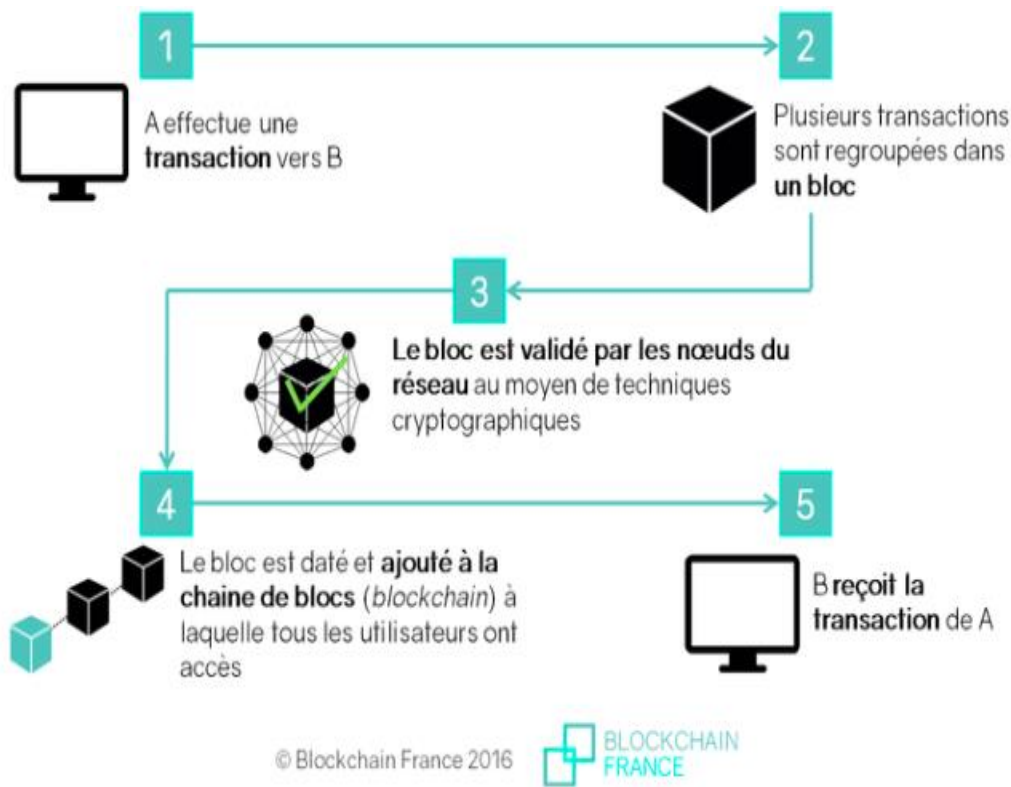 1
2
A effectue une
transaction vers B
Plusieurs transactions
sont regroupées dans
un bloc
3
Le bloc est validé par les nœuds du
réseau au moyen de techniques
cryptographiques
4
5
Le bloc est daté et ajouté à la
chaine de blocs (blockchain) à
laquelle tous les utilisateurs ont
accès
B reçoit la
transaction de A
© Blockchain France 2016
BLOCKCHAIN
FRANCE